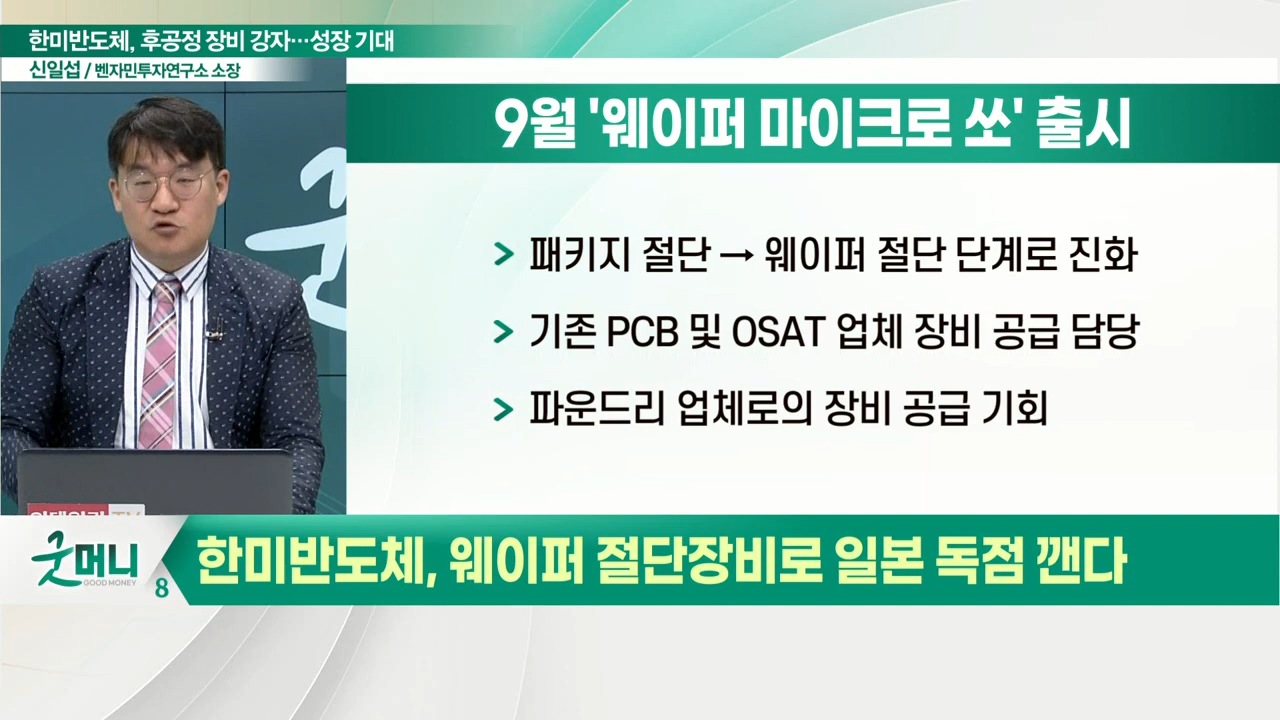 한미반도체, 후공정 장비 강자…성장 기대
신일섭 / 벤자민투자연구소 소장
9월 '웨이퍼 마이크로 쏘' 출시
> 패키지 절단 → 웨이퍼 절단 단계로 진화
> 기존 PCB 및 OSAT 업체 장비 공급 담당
> 파운드리 업체로의 장비 공급 기회
굿머니
GOOD MONEY
8
한미반도체, 웨이퍼 절단장비로 일본 독점 깬다